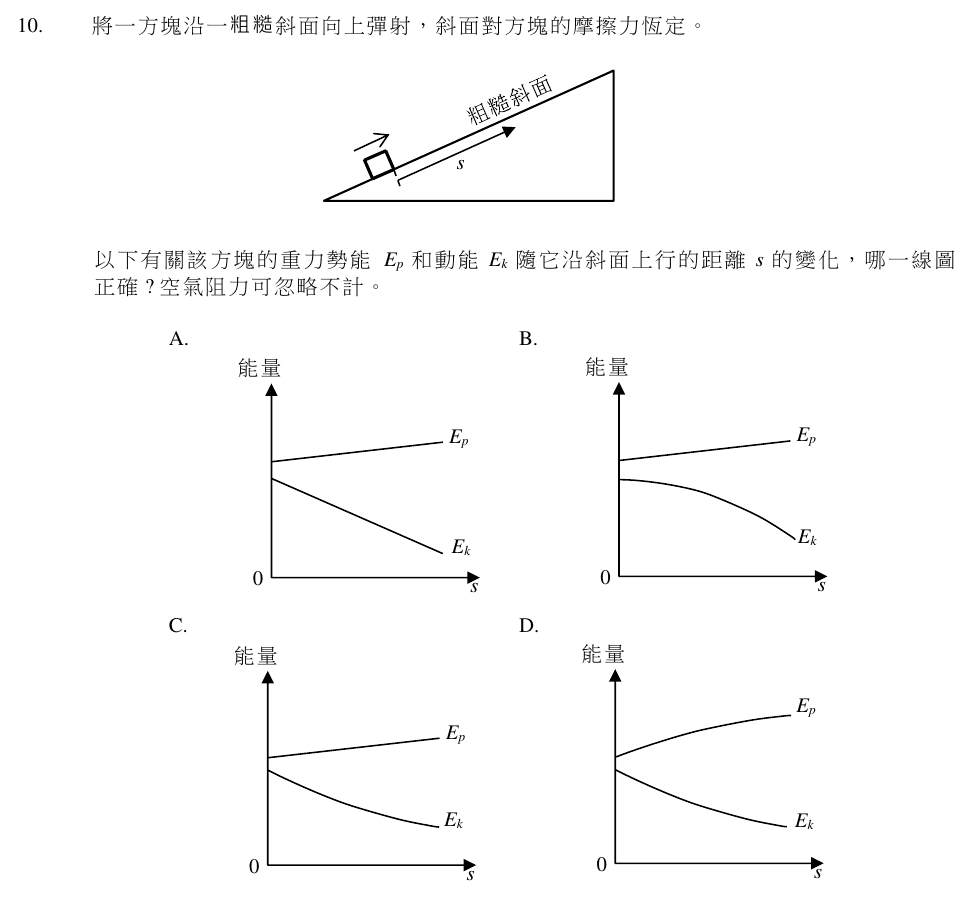 10. 將一方塊沿一粗糙斜面向上彈射，斜面對方塊的摩擦力恆定。
粗糙斜面
s
以下有關該方塊的重力勢能 Ep 和動能 Ek 隨它沿斜面上行的距離 s 的變化，哪一線圖
正確？空氣阻力可忽略不計。
A.
能量
Ep
Ek
0
s
B.
能量
Ep
Ek
0
s
C.
能量
Ep
Ek
0
s
D.
能量
Ep
Ek
0
s